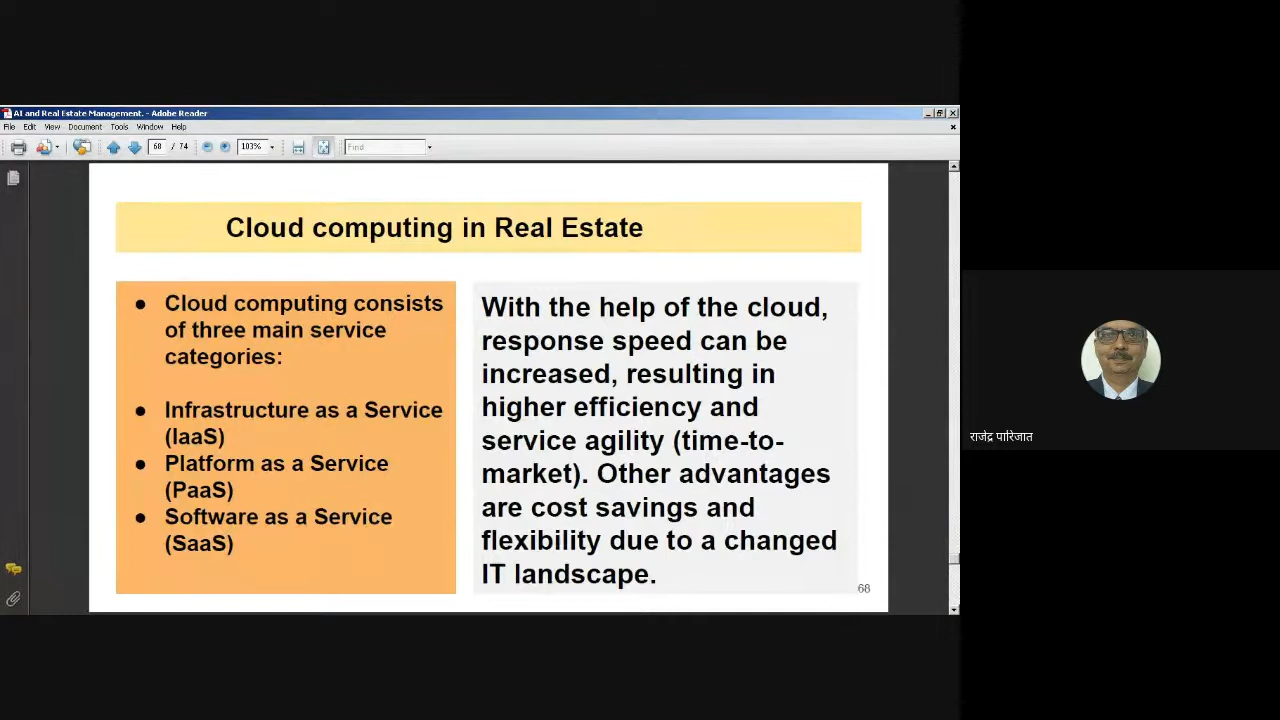 AI and Real Estate Management. - Adobe Reader
File Edit View Document Tools Window Help
68 / 74 103% Find
Cloud computing in Real Estate
● Cloud computing consists
of three main service
categories:
● Infrastructure as a Service
(IaaS)
● Platform as a Service
(PaaS)
● Software as a Service
(SaaS)
With the help of the cloud,
response speed can be
increased, resulting in
higher efficiency and
service agility (time-to-
market). Other advantages
are cost savings and
flexibility due to a changed
IT landscape.
68
राजेंद्र पारिजात